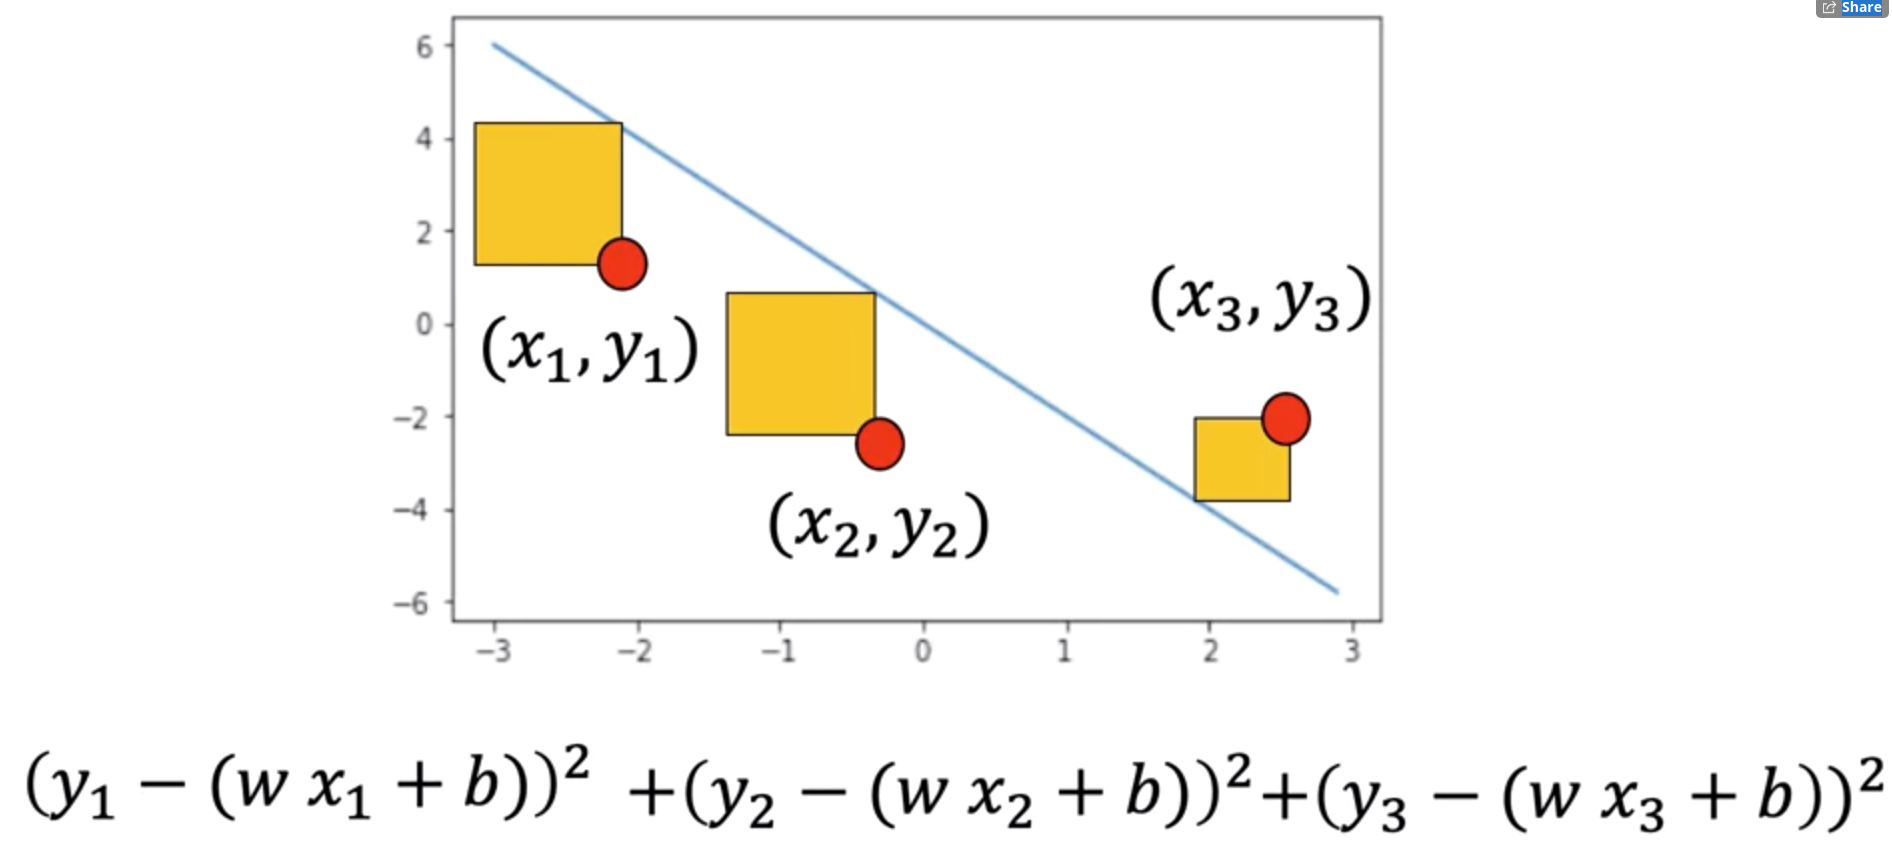 Share
6
4
2
0
−2
−4
−6
(x₁, y₁)
(x₃, y₃)
(x₂, y₂)
−3 −2 −1 0 1 2 3
(y₁ − (w x₁ + b))² +(y₂ − (w x₂ + b))²+(y₃ − (w x₃ + b))²